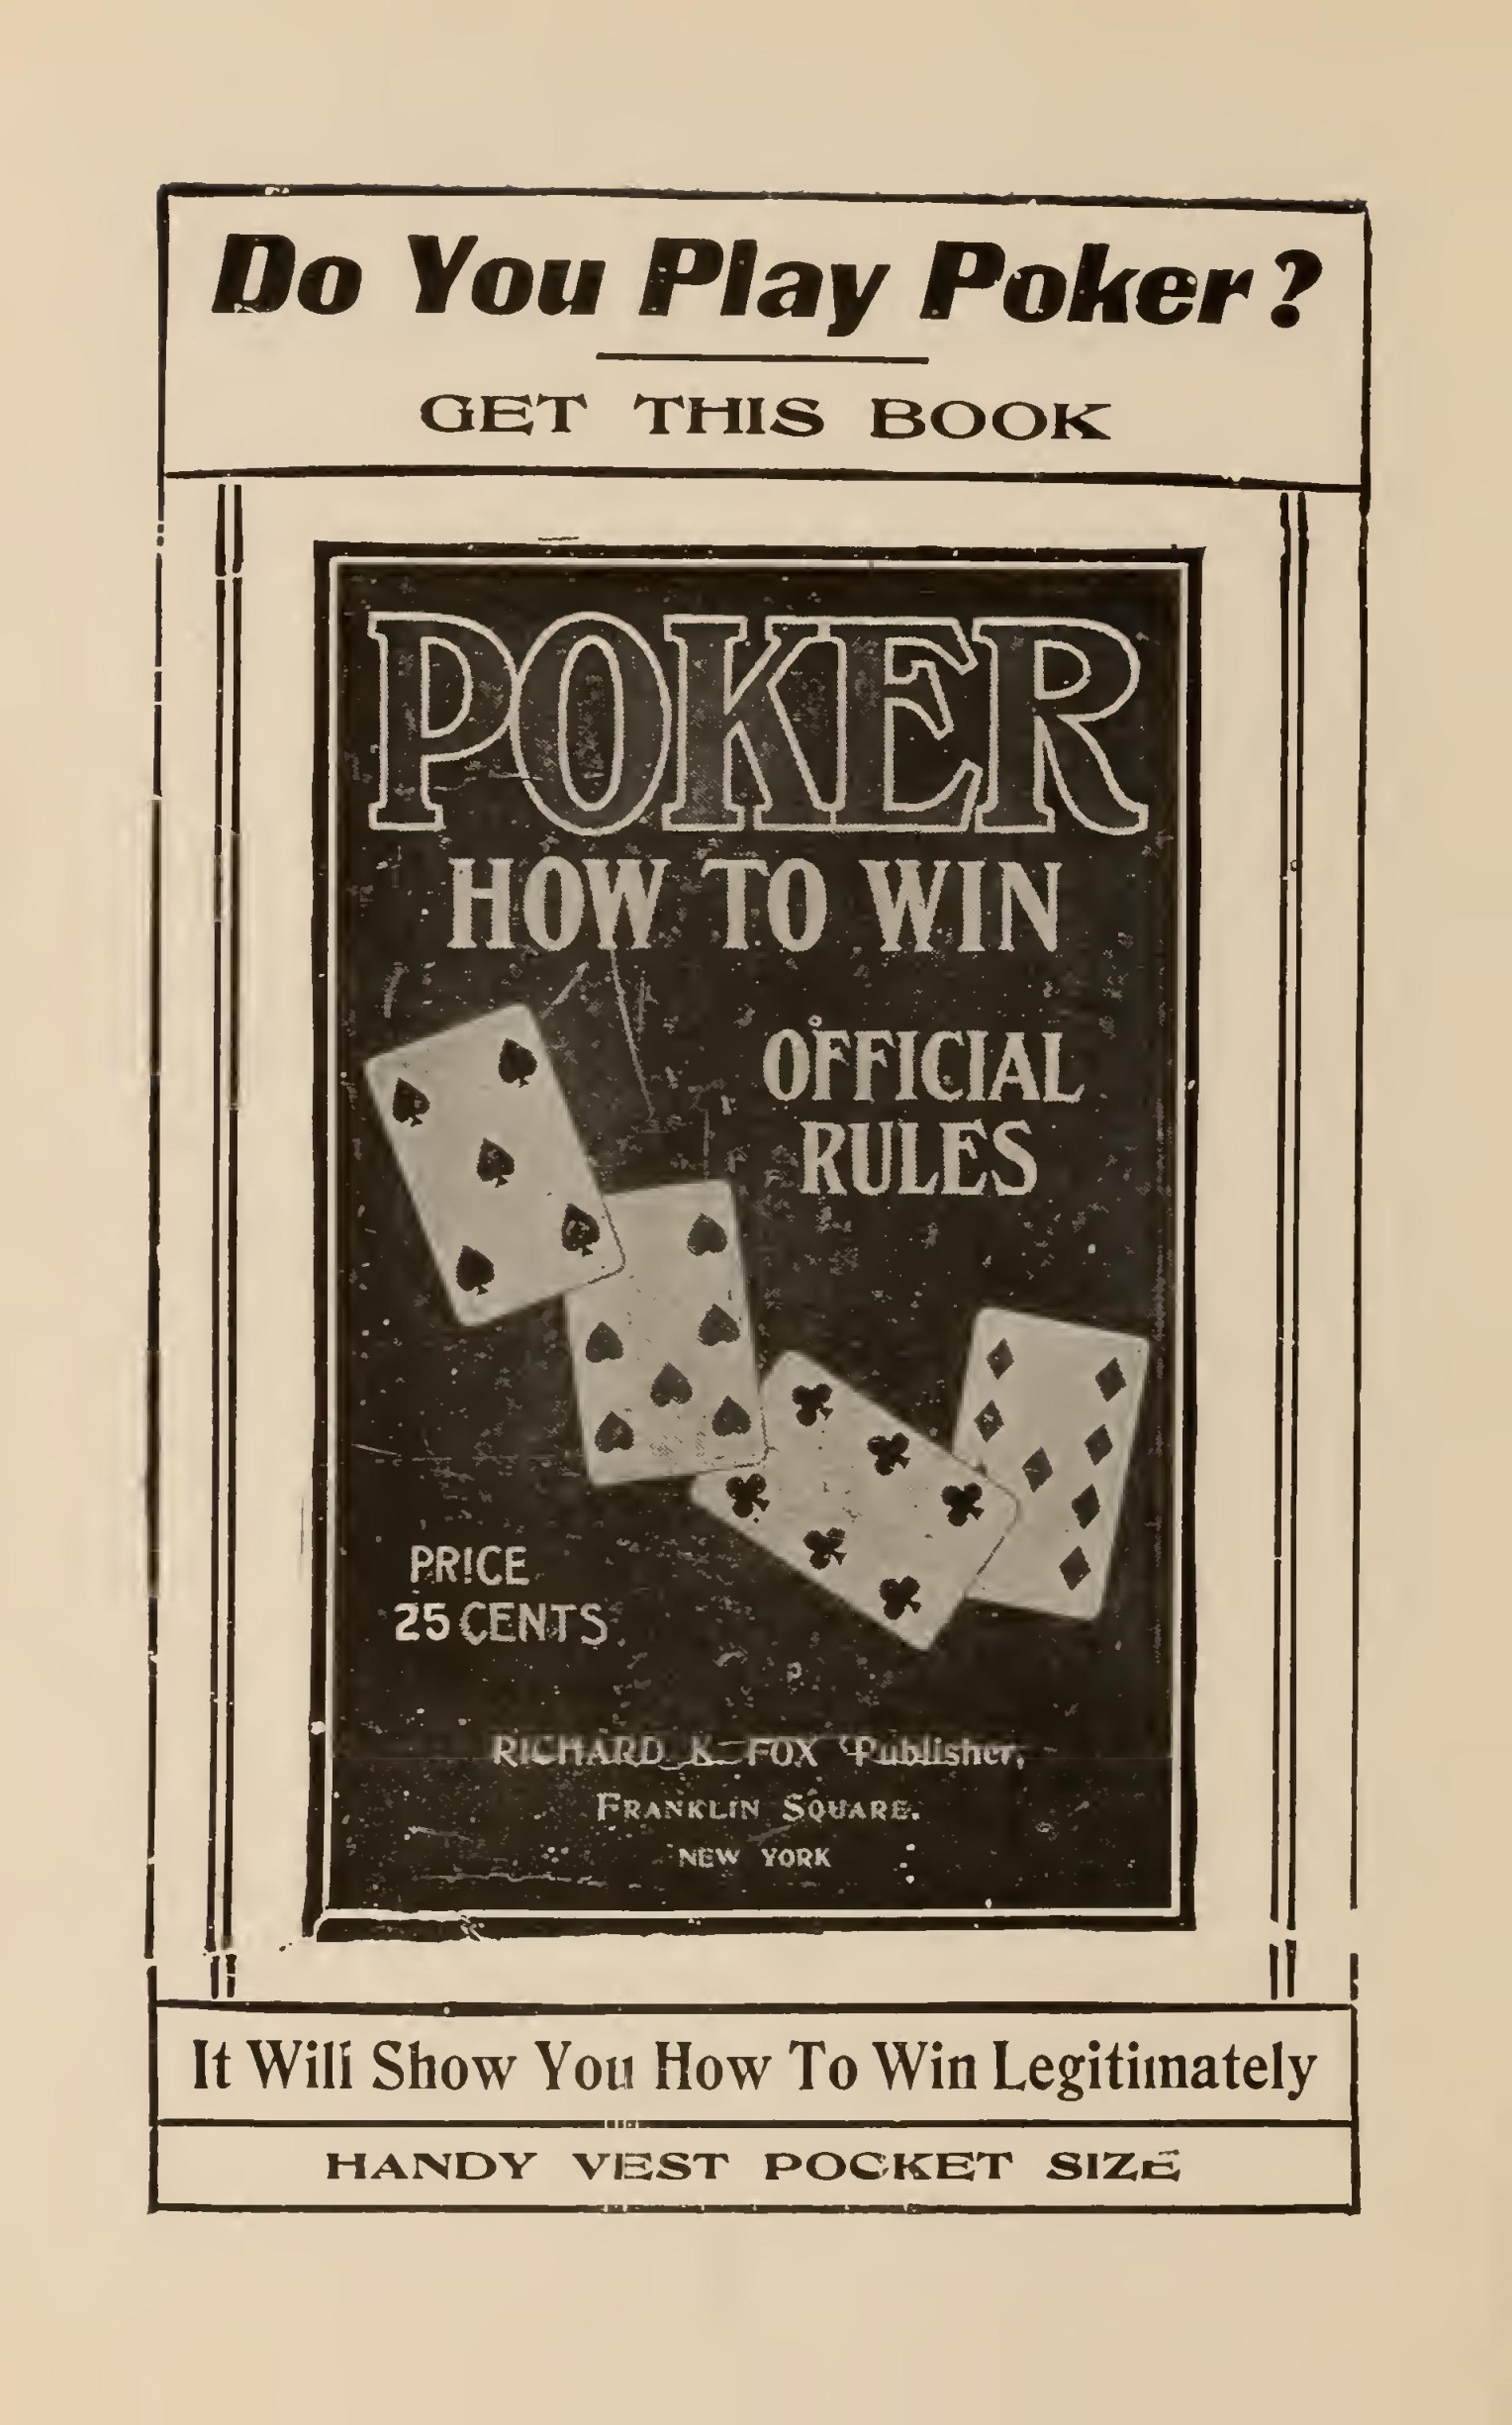 Do You Play Poker?
GET THIS BOOK
POKER
HOW TO WIN
OFFICIAL
RULES
PRICE
25 CENTS
RICHARD K. FOX Publisher,
FRANKLIN SQUARE.
NEW YORK
It Will Show You How To Win Legitimately
HANDY VEST POCKET SIZE